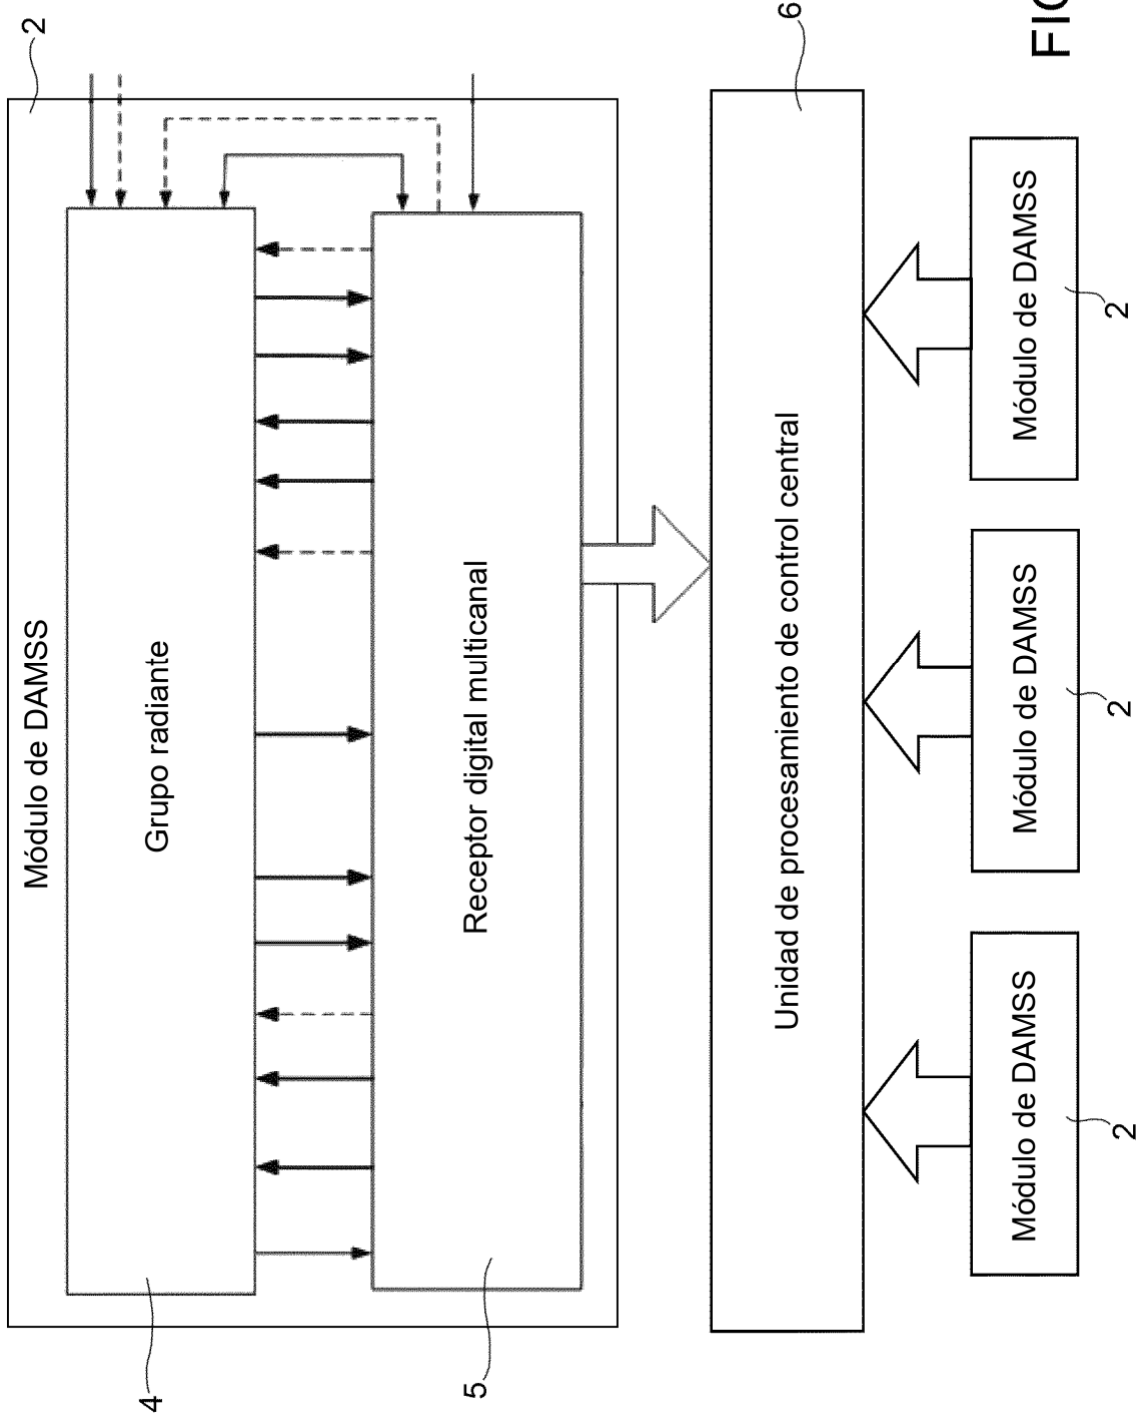 Módulo de DAMSS
2
Grupo radiante
4
Receptor digital multicanal
5
Unidad de procesamiento de control central
6
Módulo de DAMSS
2
Módulo de DAMSS
2
Módulo de DAMSS
2
FIG